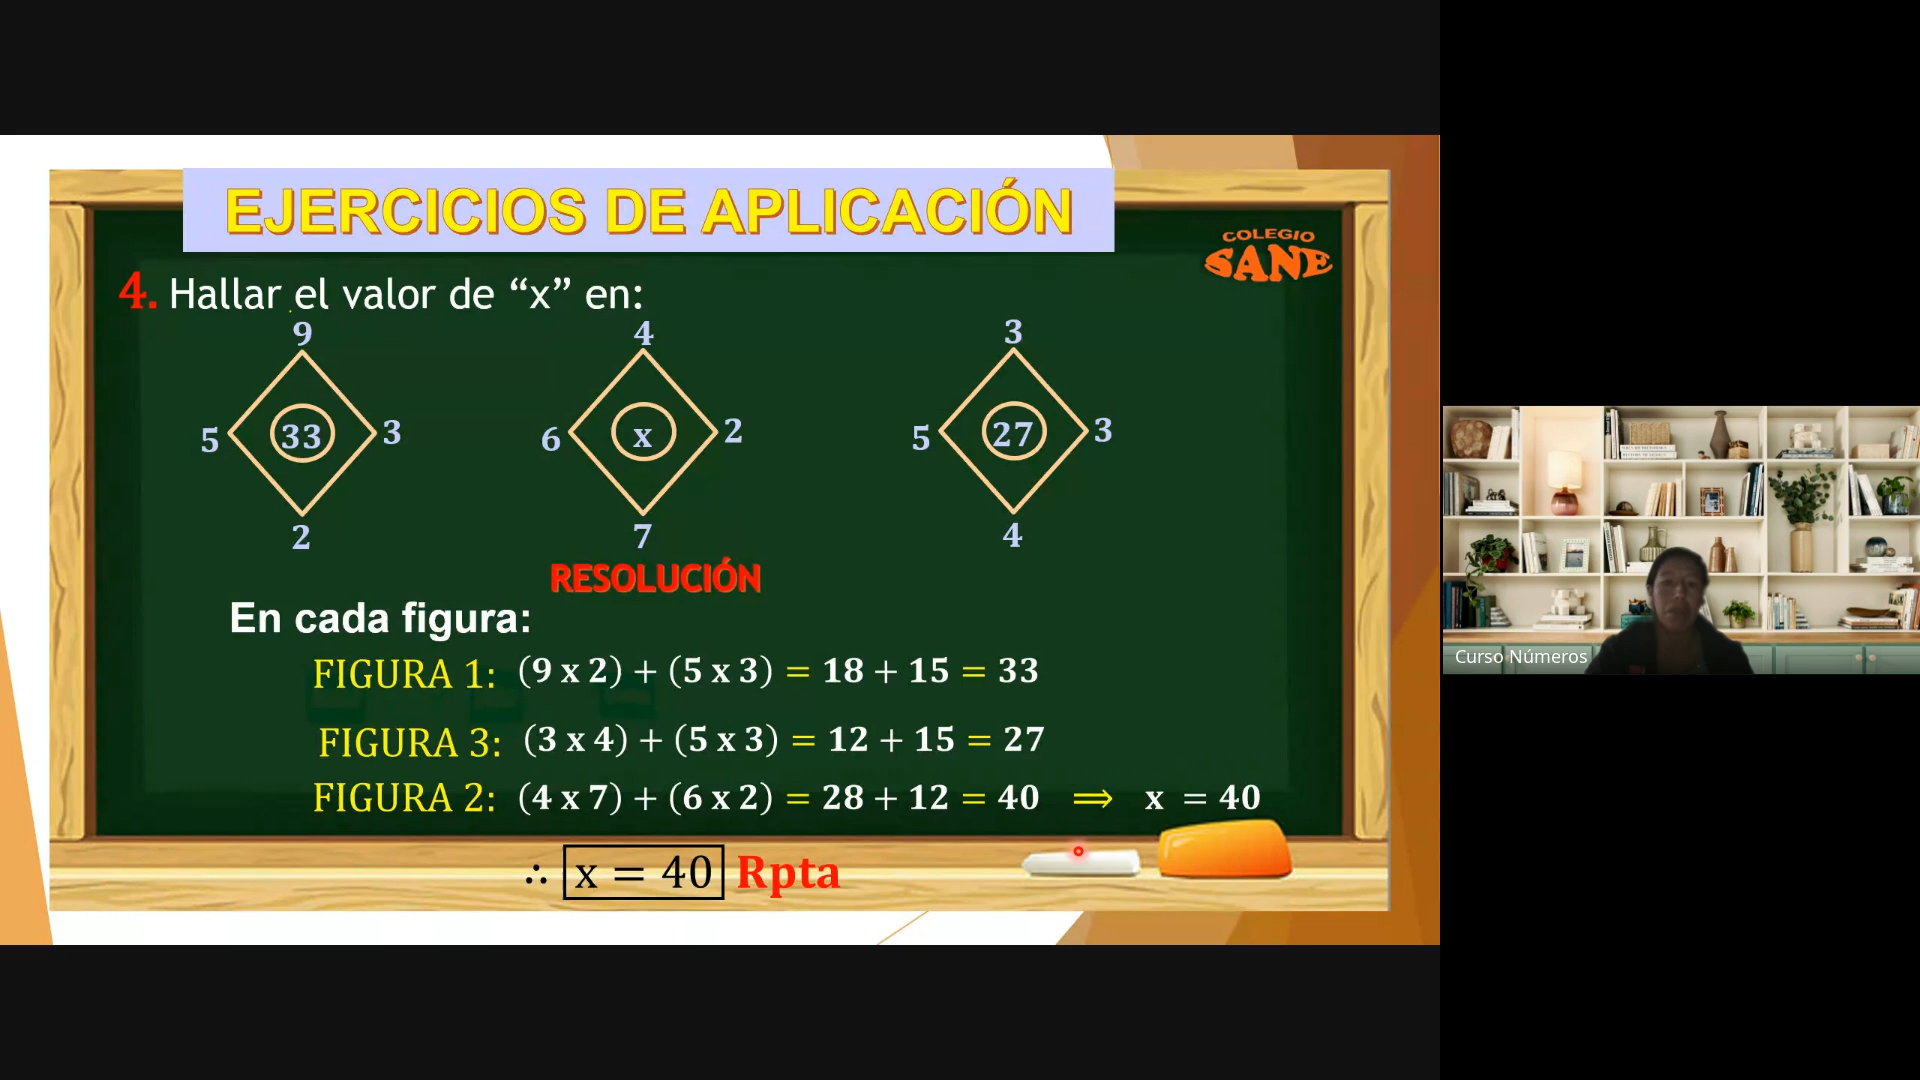 EJERCICIOS DE APLICACIÓN
COLEGIO
SANE
4. Hallar el valor de “x” en:
9
5
33
3
2
4
6
x
2
7
3
5
27
3
4
RESOLUCIÓN
En cada figura:
FIGURA 1: (9 x 2) + (5 x 3) = 18 + 15 = 33
FIGURA 3: (3 x 4) + (5 x 3) = 12 + 15 = 27
FIGURA 2: (4 x 7) + (6 x 2) = 28 + 12 = 40 ⟹ x = 40
∴ x = 40 Rpta
Curso Números